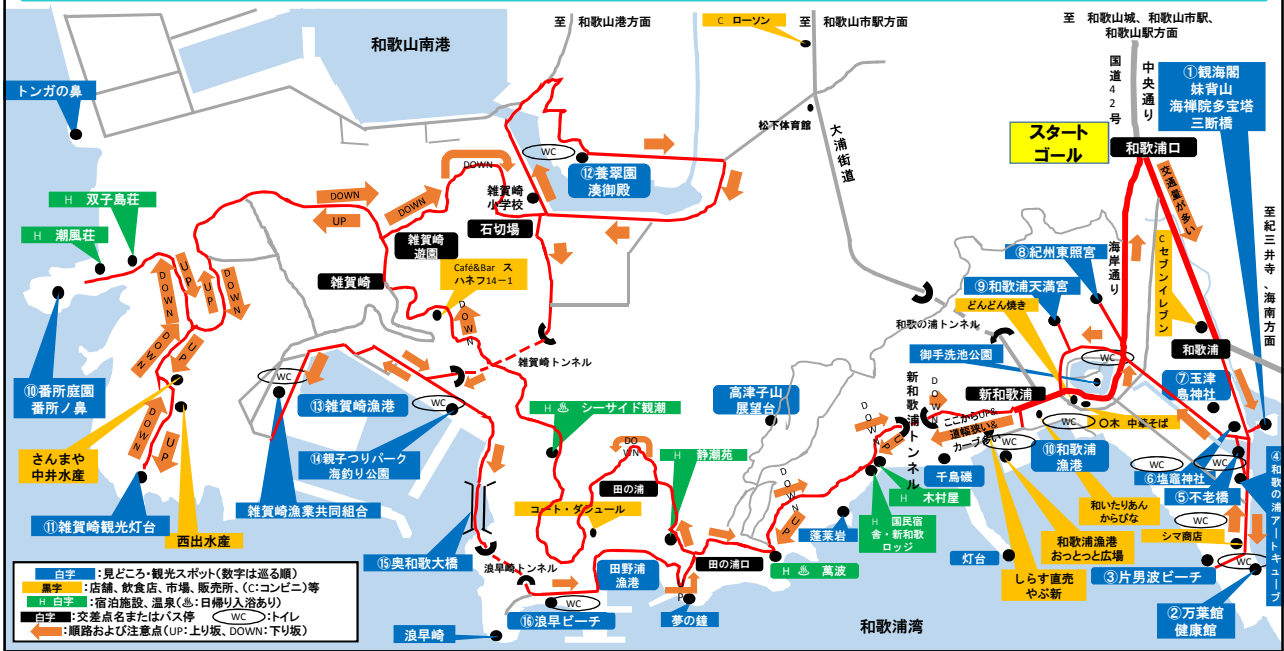 至 和歌山港方面
C ローソン
至 和歌山市駅方面
至 和歌山城、和歌山市駅、
和歌山駅方面
和歌山南港
国道42号
中央通り
①観海閣
妹背山
海禅院多宝塔
三断橋
トンガの鼻
スタート
ゴール
和歌浦口
交通量が多い
松下体育館
大浦街道
WC
DOWN
⑫養翠園
湊御殿
雑賀崎
小学校
DOWN
UP
DOWN
石切場
雑賀崎
遊園
雑賀崎
H 双子島荘
H 潮風荘
至紀三井寺、海南方面
⑧紀州東照宮
海岸通り
Cセブンイレブン
⑨和歌浦天満宮
どんどん焼き
Café&Bar ス
ハネフ14－1
DOWN
UP
UP
DOWN
DOWN
DOWN
UP
DOWN
UP
和歌の浦トンネル
御手洗池公園
WC
和歌浦
雑賀崎トンネル
⑩番所庭園
番所ノ鼻
WC
⑬雑賀崎漁港
WC
高津子山
展望台
新和歌浦トンネル
DOWN
新和歌浦
ここからUP&
道幅狭い&
カーブ多い
⑦玉津
島神社
〇木 中華そば
WC
WC
H ♨ シーサイド観潮
DOWN
H 静潮苑
UP
⑩和歌浦
漁港
さんまや
中井水産
⑭親子つりパーク
海釣り公園
千鳥磯
WC
WC
⑥塩竈神社
④和歌の浦アートキューブ
田の浦
DOWN
H 木村屋
和いたりあん
からびな
⑤不老橋
WC
コート・ダジュール
⑪雑賀崎観光灯台
西出水産
雑賀崎漁業共同組合
蓬莱岩
H 国民宿
舎・新和歌
ロッジ
シマ商店
UP
和歌浦漁港
おっとっと広場
⑮奥和歌大橋
浪早崎トンネル
田野浦
漁港
田の浦口
H ♨ 萬波
灯台
しらす直売
やぶ新
③片男波ビーチ
WC
UP
WC
⑯浪早ビーチ
夢の鐘
②万葉館
健康館
浪早崎
和歌浦湾
白字:見どころ・観光スポット(数字は巡る順)
黒字:店舗、飲食店、市場、販売所、(C:コンビニ)等
H 白字:宿泊施設、温泉(♨:日帰り入浴あり)
白字:交差点名またはバス停 WC:トイレ
:順路および注意点(UP:上り坂、DOWN:下り坂)